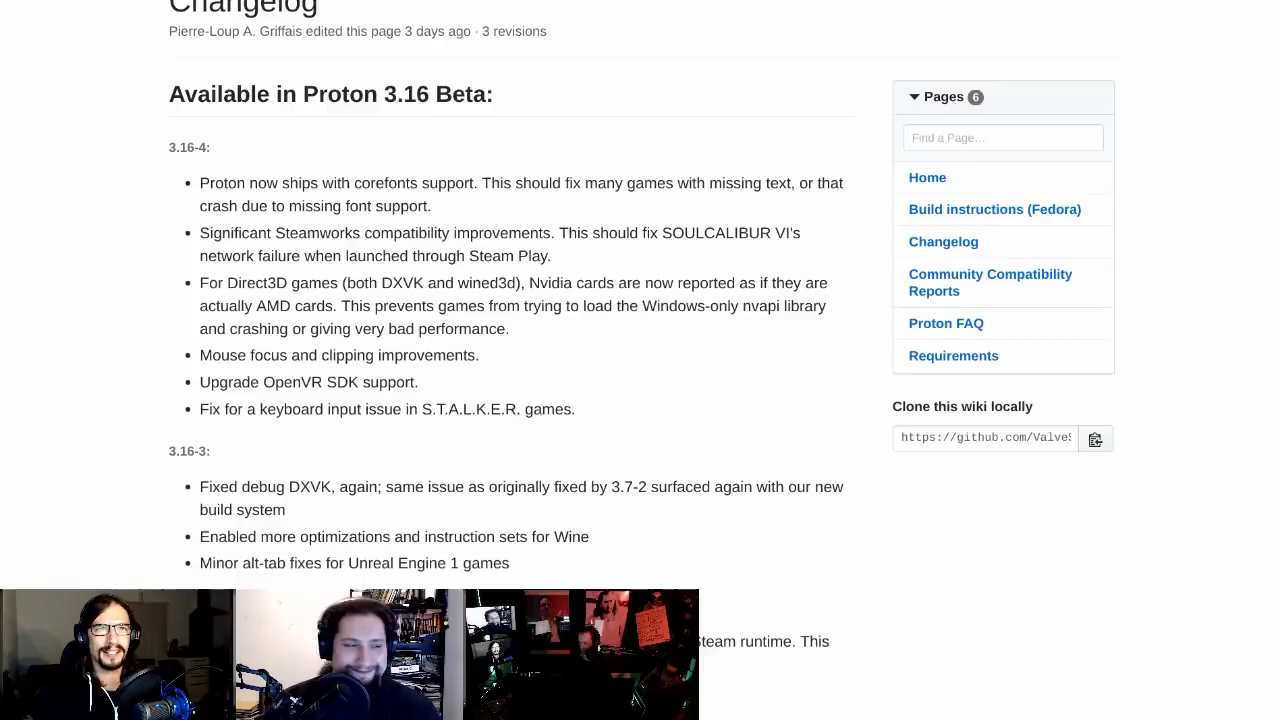 Changelog
Pierre-Loup A. Griffais edited this page 3 days ago · 3 revisions
Available in Proton 3.16 Beta:
3.16-4:
• Proton now ships with corefonts support. This should fix many games with missing text, or that
crash due to missing font support.
• Significant Steamworks compatibility improvements. This should fix SOULCALIBUR VI's
network failure when launched through Steam Play.
• For Direct3D games (both DXVK and wined3d), Nvidia cards are now reported as if they are
actually AMD cards. This prevents games from trying to load the Windows-only nvapi library
and crashing or giving very bad performance.
• Mouse focus and clipping improvements.
• Upgrade OpenVR SDK support.
• Fix for a keyboard input issue in S.T.A.L.K.E.R. games.
3.16-3:
• Fixed debug DXVK, again; same issue as originally fixed by 3.7-2 surfaced again with our new
build system
• Enabled more optimizations and instruction sets for Wine
• Minor alt-tab fixes for Unreal Engine 1 games
Steam runtime. This
Pages 6
Find a Page…
Home
Build instructions (Fedora)
Changelog
Community Compatibility
Reports
Proton FAQ
Requirements
Clone this wiki locally
https://github.com/ValveS